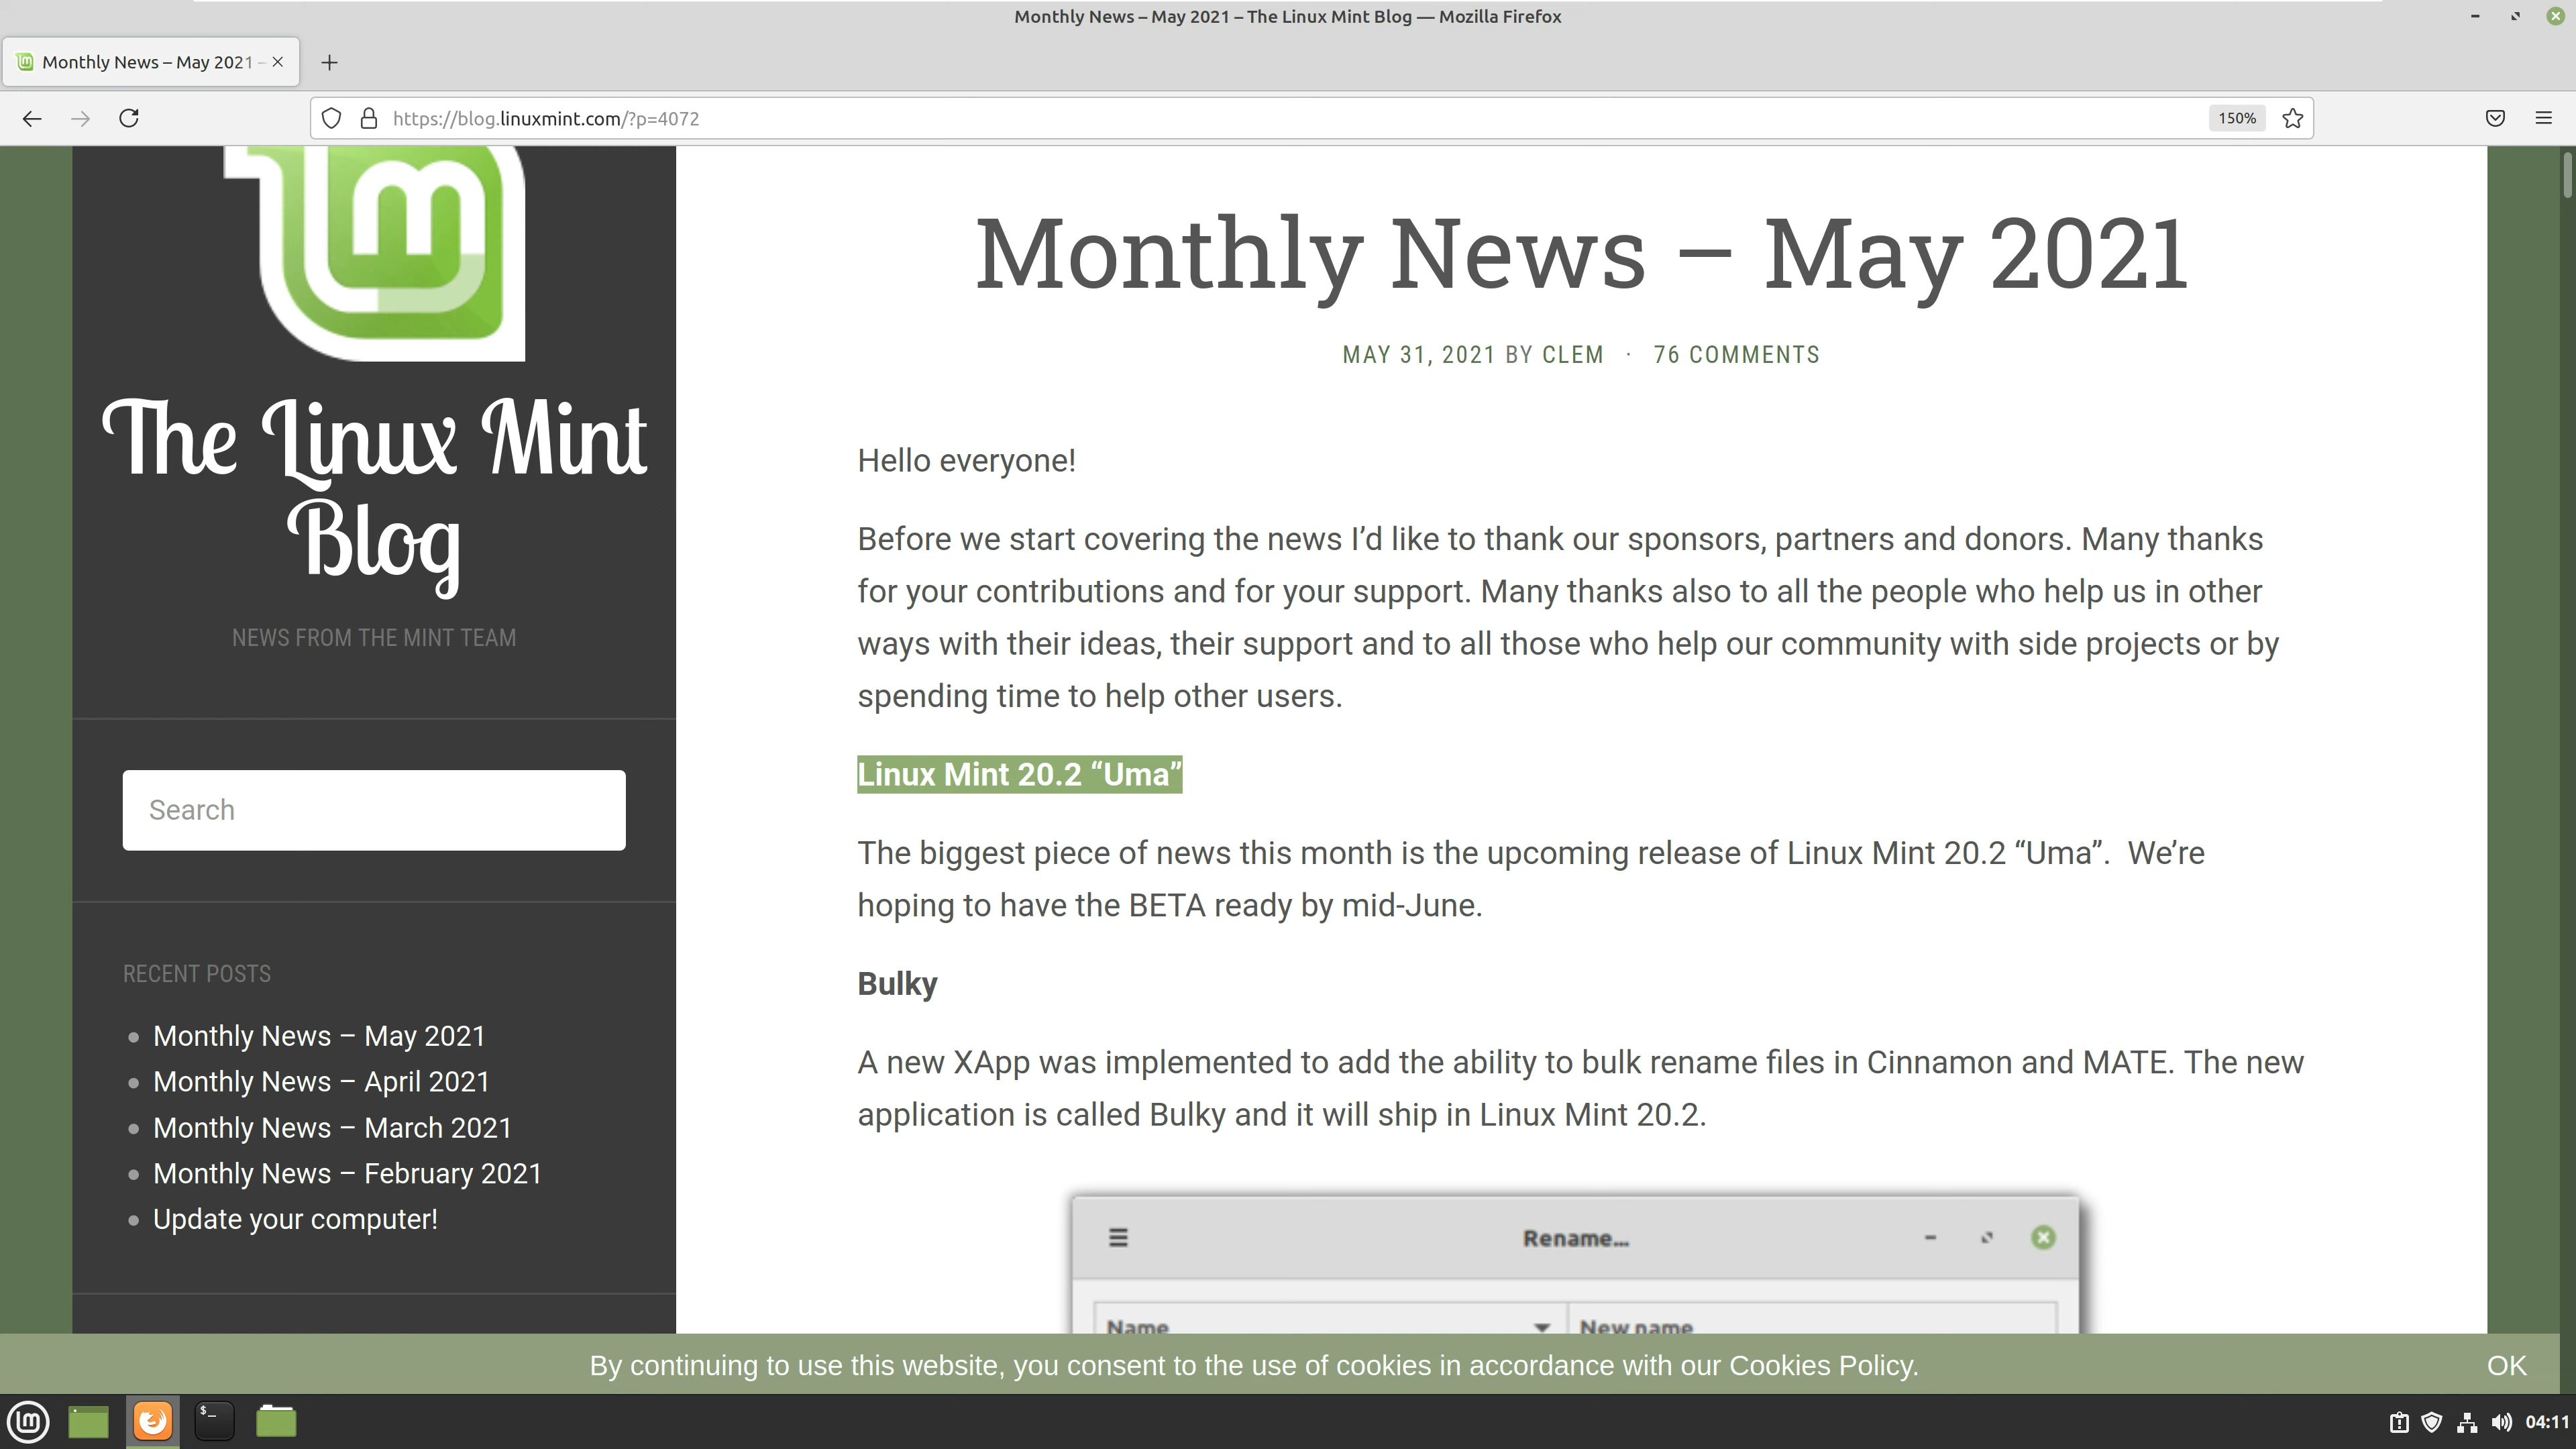 Monthly News – May 2021 – The Linux Mint Blog — Mozilla Firefox
Monthly News – May 2021 –
https://blog.linuxmint.com/?p=4072
150%
The Linux Mint
Blog
NEWS FROM THE MINT TEAM
Search
RECENT POSTS
Monthly News – May 2021
Monthly News – April 2021
Monthly News – March 2021
Monthly News – February 2021
Update your computer!
Monthly News – May 2021
MAY 31, 2021 BY CLEM · 76 COMMENTS
Hello everyone!
Before we start covering the news I’d like to thank our sponsors, partners and donors. Many thanks
for your contributions and for your support. Many thanks also to all the people who help us in other
ways with their ideas, their support and to all those who help our community with side projects or by
spending time to help other users.
Linux Mint 20.2 “Uma”
The biggest piece of news this month is the upcoming release of Linux Mint 20.2 “Uma”.  We’re
hoping to have the BETA ready by mid-June.
Bulky
A new XApp was implemented to add the ability to bulk rename files in Cinnamon and MATE. The new
application is called Bulky and it will ship in Linux Mint 20.2.
Rename...
Name
New name
By continuing to use this website, you consent to the use of cookies in accordance with our Cookies Policy.
OK
$_
04:11